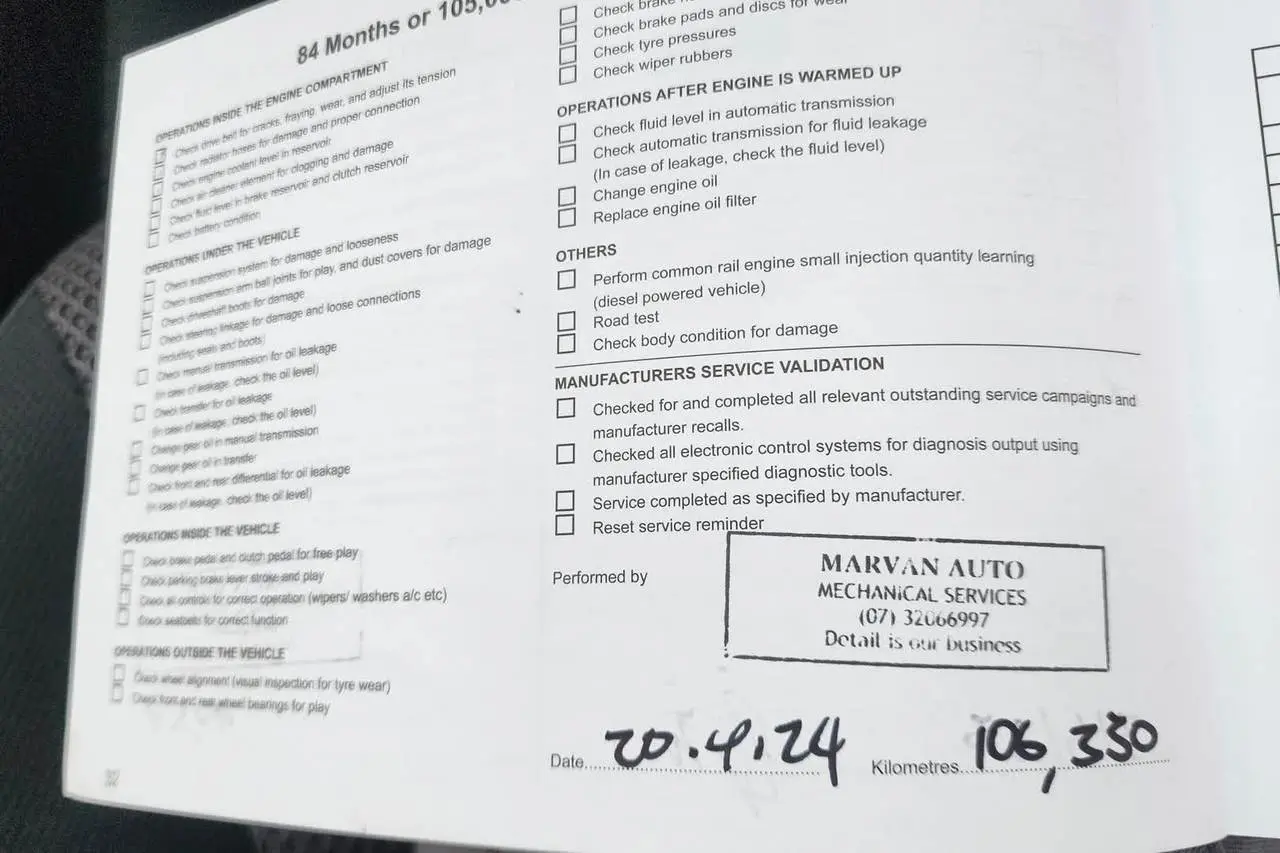 84 Months or 105,0
OPERATIONS INSIDE THE ENGINE COMPARTMENT
Check drive belt for cracks, fraying, wear, and adjust its tension
Check radiator hoses for damage and proper connection
Check engine coolant level in reservoir
Check air cleaner element for clogging and damage
Check fluid level in brake reservoir and clutch reservoir
Check battery condition
OPERATIONS UNDER THE VEHICLE
Check suspension system for damage and looseness
Check suspension arm ball joints for play, and dust covers for damage
Check driveshaft boots for damage
Check steering linkage for damage and loose connections
(including seals and boots)
Check manual transmission for oil leakage
(in case of leakage, check the oil level)
Check transfer for oil leakage
(in case of leakage, check the oil level)
Change gear oil in manual transmission
Change gear oil in transfer
Check front and rear differential for oil leakage
(in case of leakage, check the oil level)
OPERATIONS INSIDE THE VEHICLE
Check brake pedal and clutch pedal for free play
Check parking brake lever stroke and play
Check all controls for correct operation (wipers/ washers a/c etc)
Check seatbelts for correct function
OPERATIONS OUTSIDE THE VEHICLE
Check wheel alignment (visual inspection for tyre wear)
Check front and rear wheel bearings for play
32
Check brake
Check brake pads and discs for wear
Check tyre pressures
Check wiper rubbers
OPERATIONS AFTER ENGINE IS WARMED UP
Check fluid level in automatic transmission
Check automatic transmission for fluid leakage
(In case of leakage, check the fluid level)
Change engine oil
Replace engine oil filter
OTHERS
Perform common rail engine small injection quantity learning
(diesel powered vehicle)
Road test
Check body condition for damage
MANUFACTURERS SERVICE VALIDATION
Checked for and completed all relevant outstanding service campaigns and
manufacturer recalls.
Checked all electronic control systems for diagnosis output using
manufacturer specified diagnostic tools.
Service completed as specified by manufacturer.
Reset service reminder
Performed by
MARVAN AUTO
MECHANICAL SERVICES
(07) 32066997
Detail is our business
Date 20.4.24 Kilometres 106,330